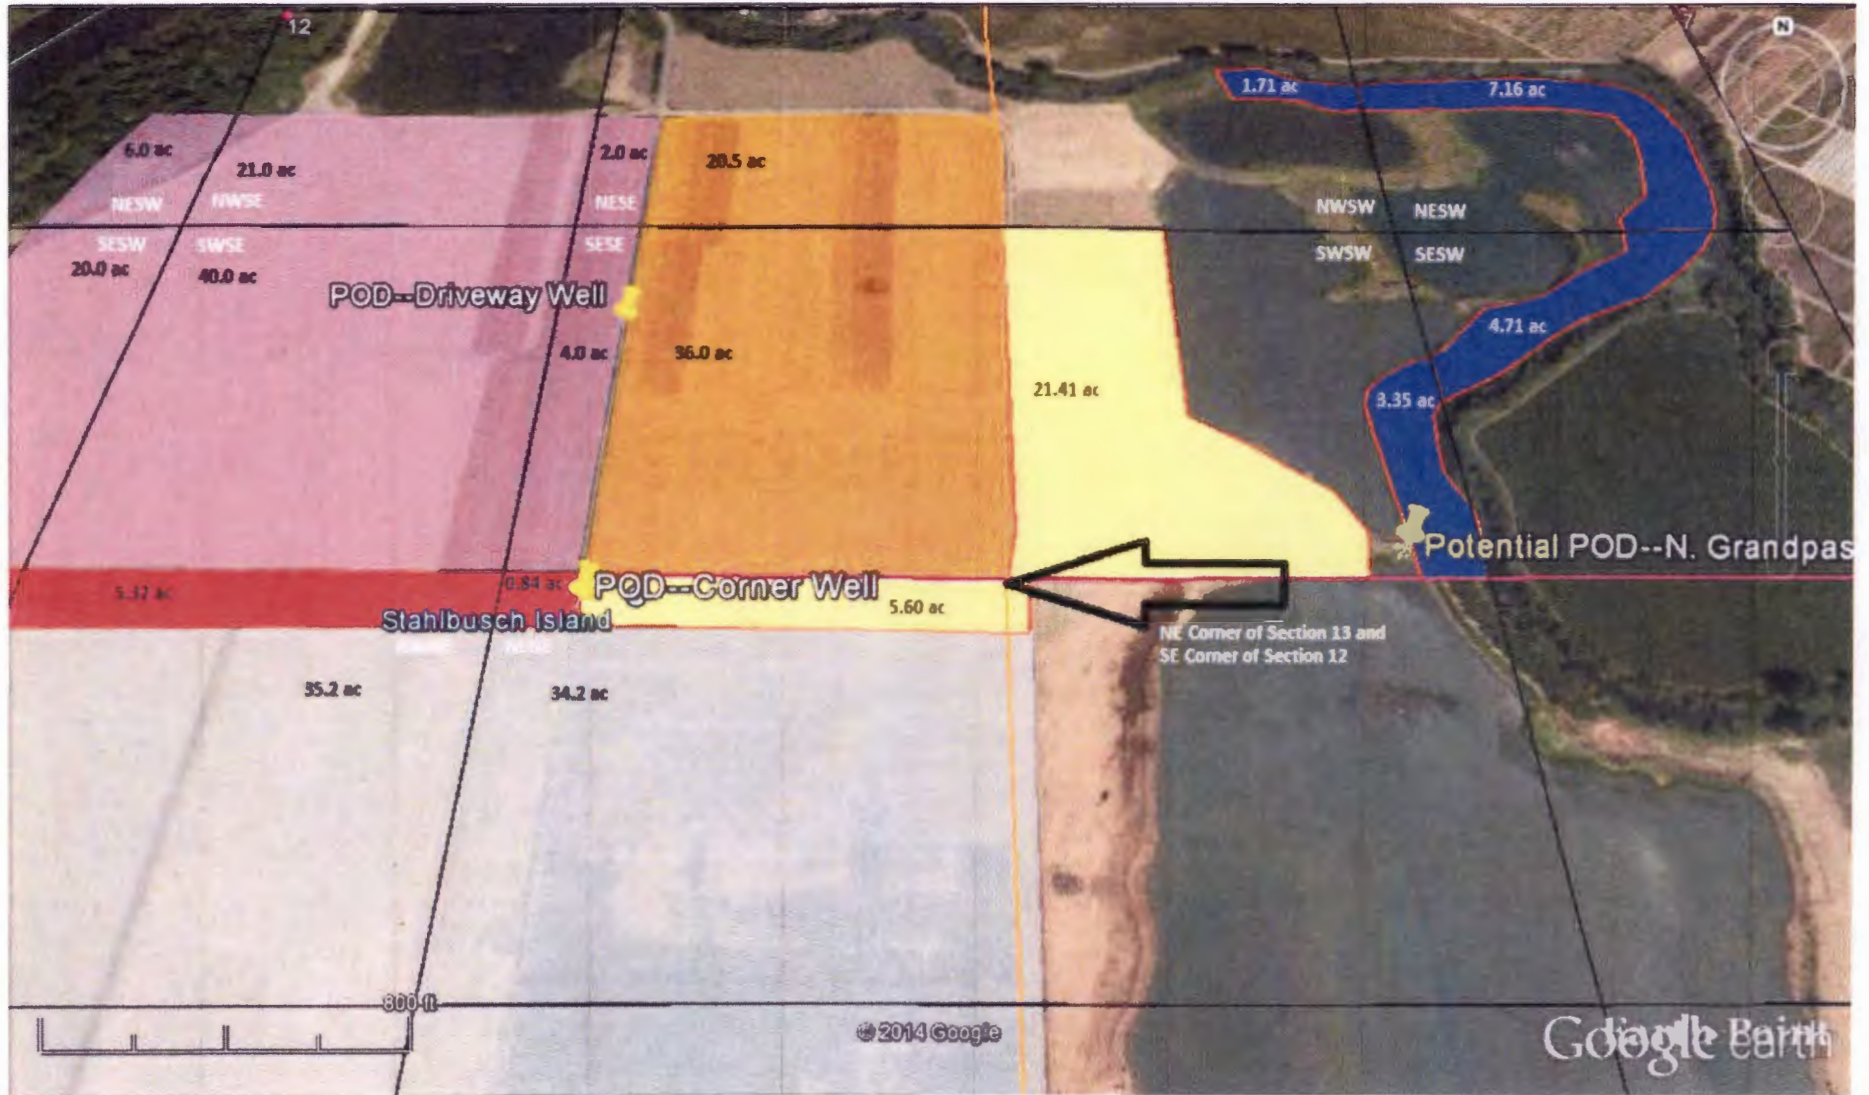 12
N
1.71 ac
7.16 ac
6.0 ac
21.0 ac
2.0 ac
20.5 ac
NESW
NWSE
NESE
NWSW
NESW
SESW
SWSE
SESE
SWSW
SESW
20.0 ac
40.0 ac
POD--Driveway Well
4.71 ac
4.0 ac
36.0 ac
21.41 ac
3.35 ac
Potential POD--N. Grandpas
0.84 ac
POD--Corner Well
5.60 ac
Stahlbusch Island
NE Corner of Section 13 and
SE Corner of Section 12
35.2 ac
34.2 ac
800 ft
© 2014 Google
Google earth